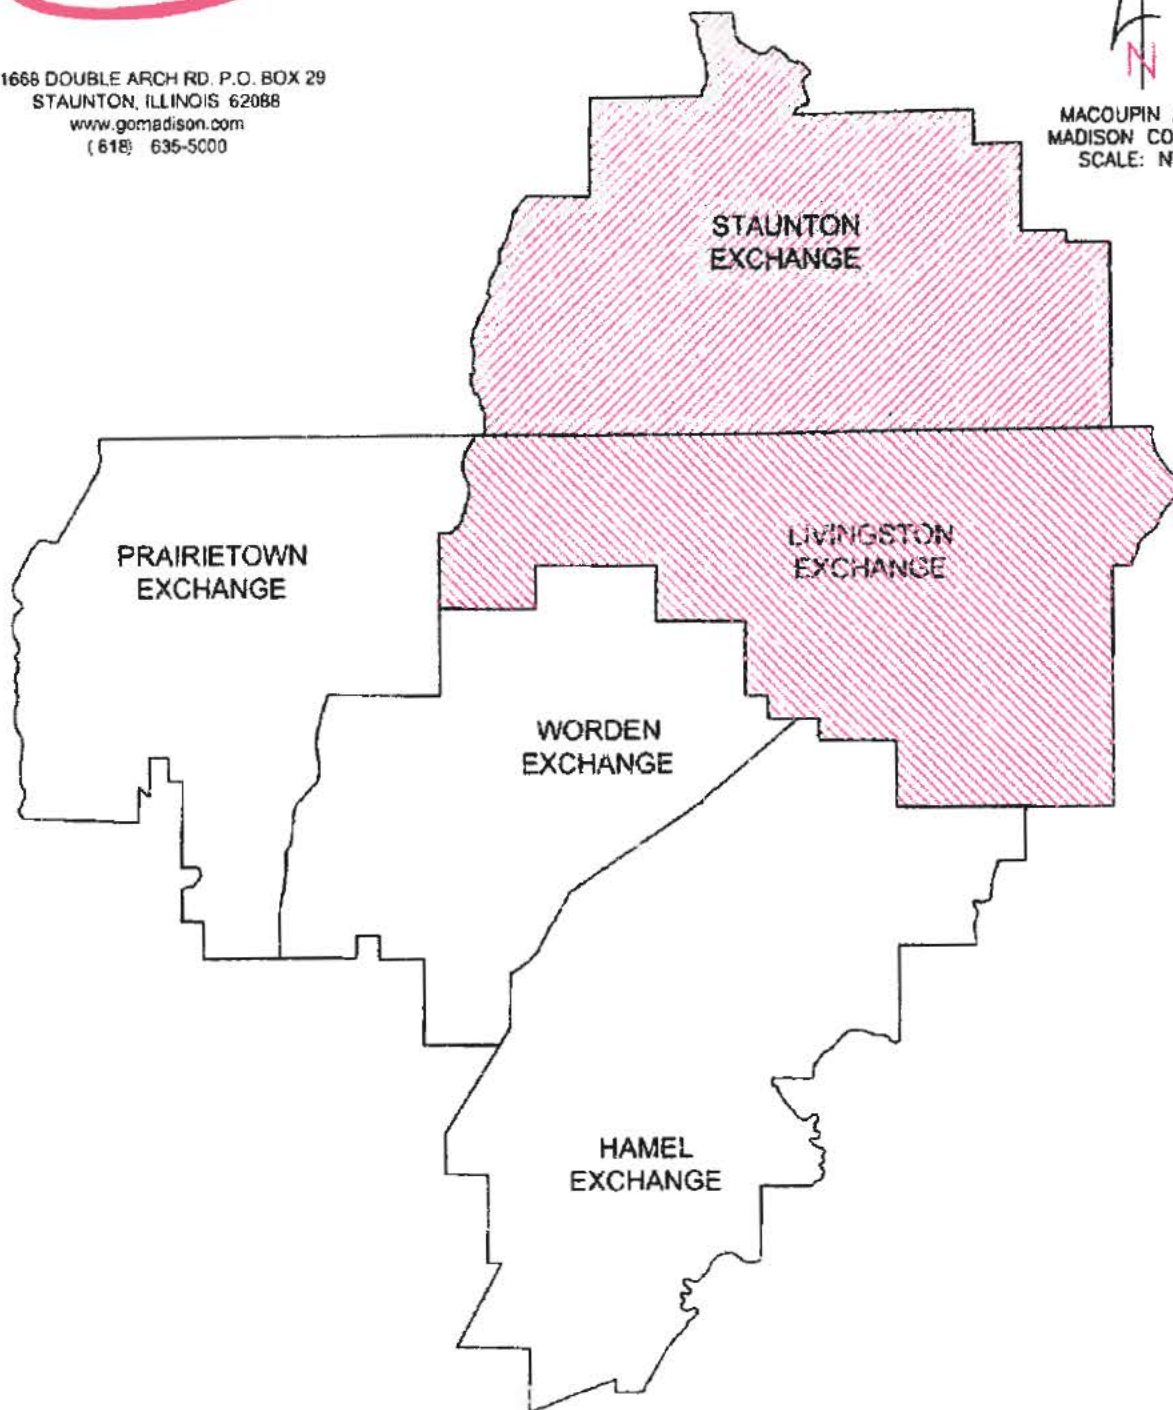 1668 DOUBLE ARCH RD. P.O. BOX 29
STAUNTON, ILLINOIS 62088
www.gomadison.com
(618) 635-5000
N
MACOUPIN
MADISON CO
SCALE: N
STAUNTON
EXCHANGE
LIVINGSTON
EXCHANGE
PRAIRIETOWN
EXCHANGE
WORDEN
EXCHANGE
HAMEL
EXCHANGE